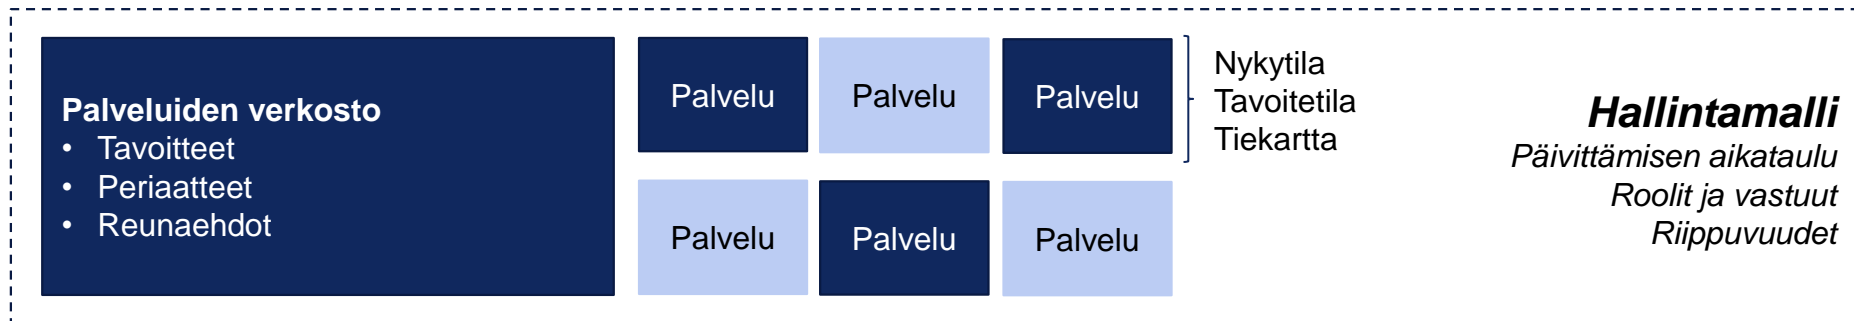 Palveluiden verkosto
• Tavoitteet
• Periaatteet
• Reunaehdot
Palvelu
Palvelu
Palvelu
Palvelu
Palvelu
Palvelu
Nykytila
Tavoitetila
Tiekartta
Hallintamalli
Päivittämisen aikataulu
Roolit ja vastuut
Riippuvuudet